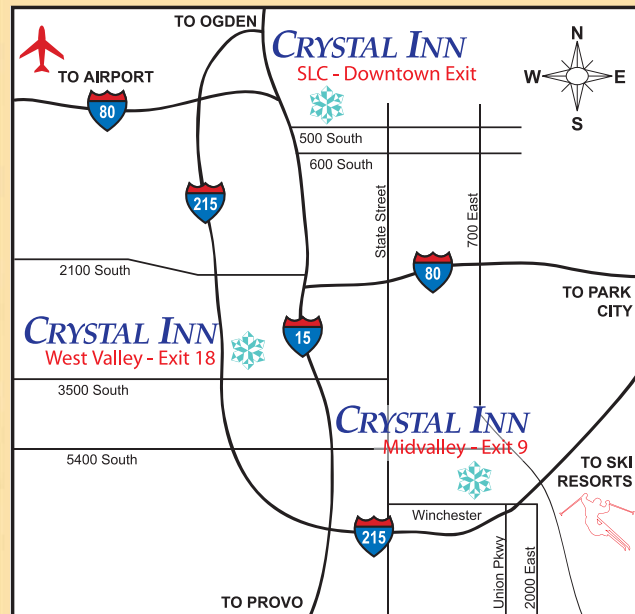 TO OGDEN
CRYSTAL INN
SLC - Downtown Exit
N
W E
S
TO AIRPORT
80
500 South
600 South
215
State Street
700 East
2100 South
80
TO PARK
CITY
CRYSTAL INN
West Valley - Exit 18
15
3500 South
CRYSTAL INN
Midvalley - Exit 9
5400 South
TO SKI
RESORTS
Winchester
215
Union Pkwy
2000 East
TO PROVO